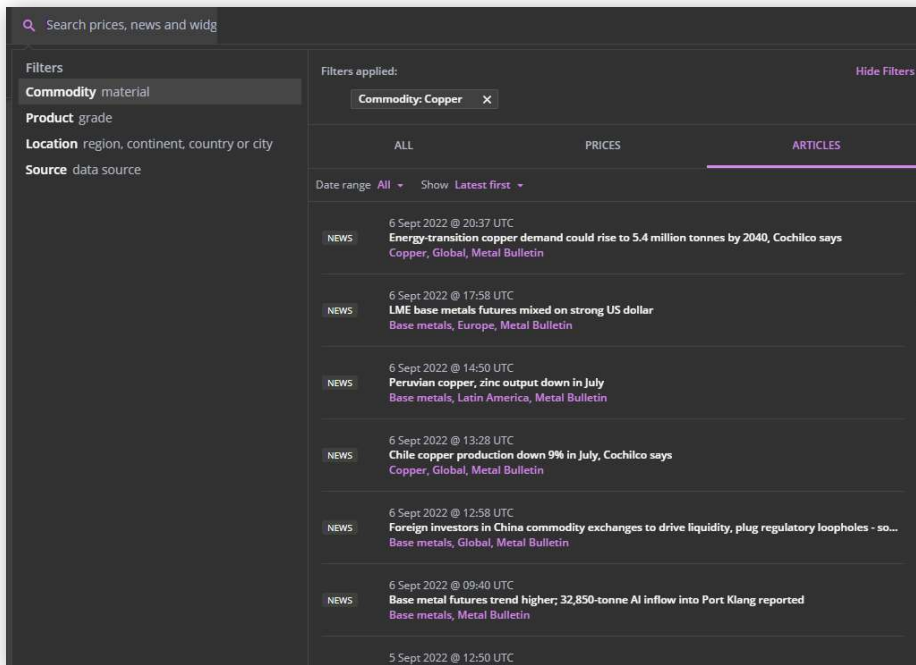 Search prices, news and widg
Filters
Commodity material
Product grade
Location region, continent, country or city
Source data source
Filters applied:
Hide Filters
Commodity: Copper ×
ALL
PRICES
ARTICLES
Date range All Show Latest first
6 Sept 2022 @ 20:37 UTC
NEWS
Energy-transition copper demand could rise to 5.4 million tonnes by 2040, Cochilco says
Copper, Global, Metal Bulletin
6 Sept 2022 @ 17:58 UTC
NEWS
LME base metals futures mixed on strong US dollar
Base metals, Europe, Metal Bulletin
6 Sept 2022 @ 14:50 UTC
NEWS
Peruvian copper, zinc output down in July
Base metals, Latin America, Metal Bulletin
6 Sept 2022 @ 13:28 UTC
NEWS
Chile copper production down 9% in July, Cochilco says
Copper, Global, Metal Bulletin
6 Sept 2022 @ 12:58 UTC
NEWS
Foreign investors in China commodity exchanges to drive liquidity, plug regulatory loopholes - so...
Base metals, Global, Metal Bulletin
6 Sept 2022 @ 09:40 UTC
NEWS
Base metal futures trend higher; 32,850-tonne Al inflow into Port Klang reported
Base metals, Metal Bulletin
5 Sept 2022 @ 12:50 UTC